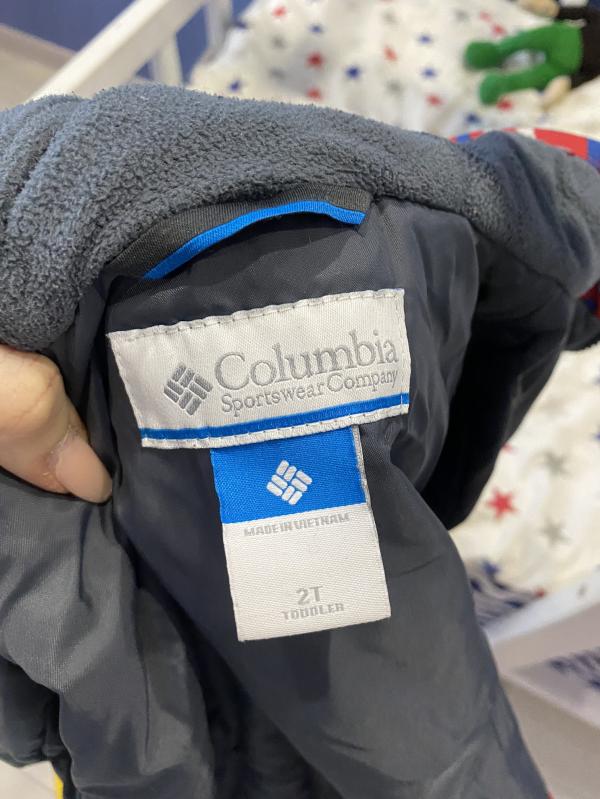 Columbia
Sportswear Company
MADE IN VIETNAM
2T
TODDLER